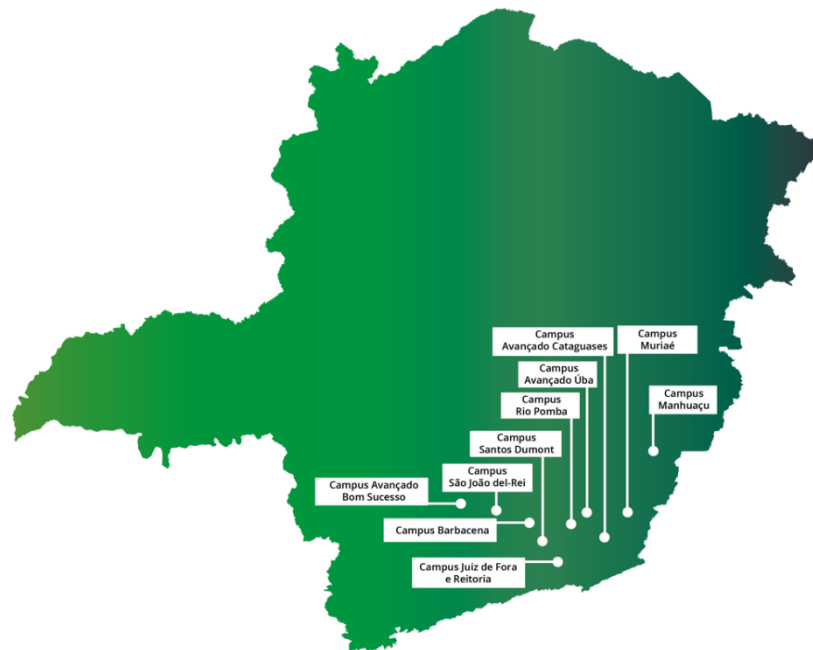 Campus
Avançado Cataguases
Campus
Muriaé
Campus
Avançado Úba
Campus
Rio Pomba
Campus
Manhuaçu
Campus
Santos Dumont
Campus
São João del-Rei
Campus Avançado
Bom Sucesso
Campus Barbacena
Campus Juiz de Fora
e Reitoria